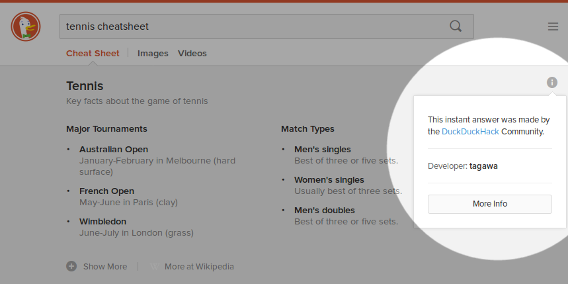 tennis cheatsheet
Cheat Sheet Images Videos
Tennis
Key facts about the game of tennis
Major Tournaments
• Australian Open
January-February in Melbourne (hard
surface)
• French Open
May-June in Paris (clay)
• Wimbledon
June-July in London (grass)
Match Types
• Men's singles
Best of three or five sets.
• Women's singles
Usually best of three sets.
• Men's doubles
Best of three or five sets.
Show More More at Wikipedia
This instant answer was made by
the DuckDuckHack Community.
Developer: tagawa
More Info